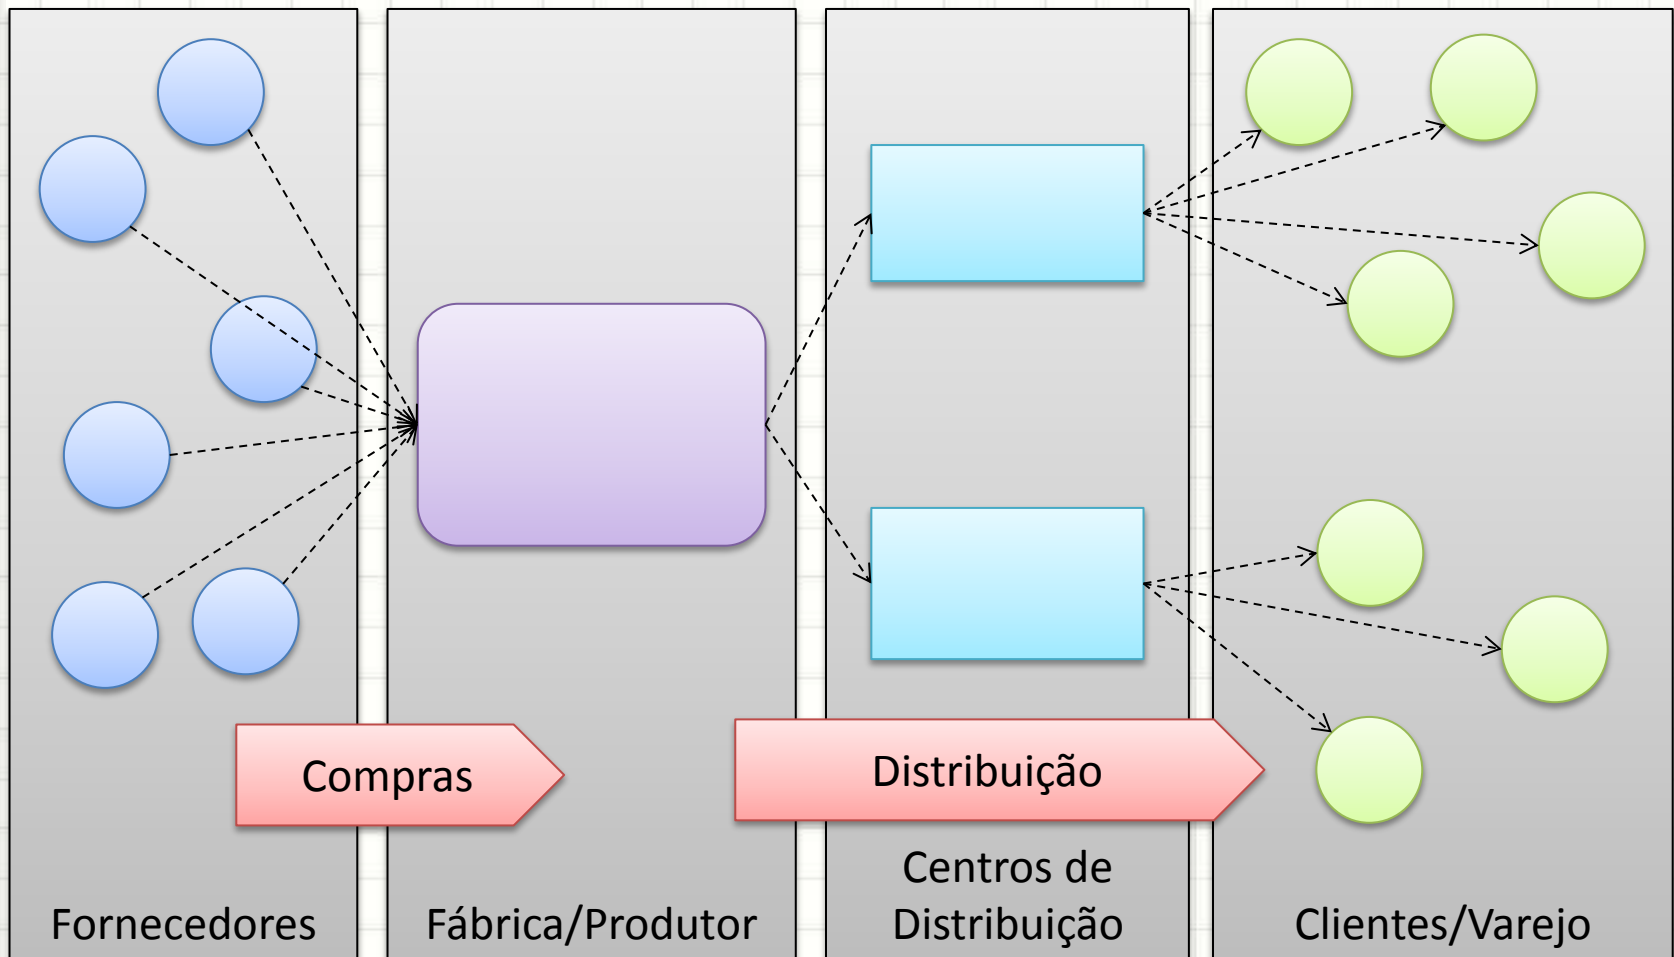 Compras
Distribuição
Fornecedores
Fábrica/Produtor
Centros de
Distribuição
Clientes/Varejo